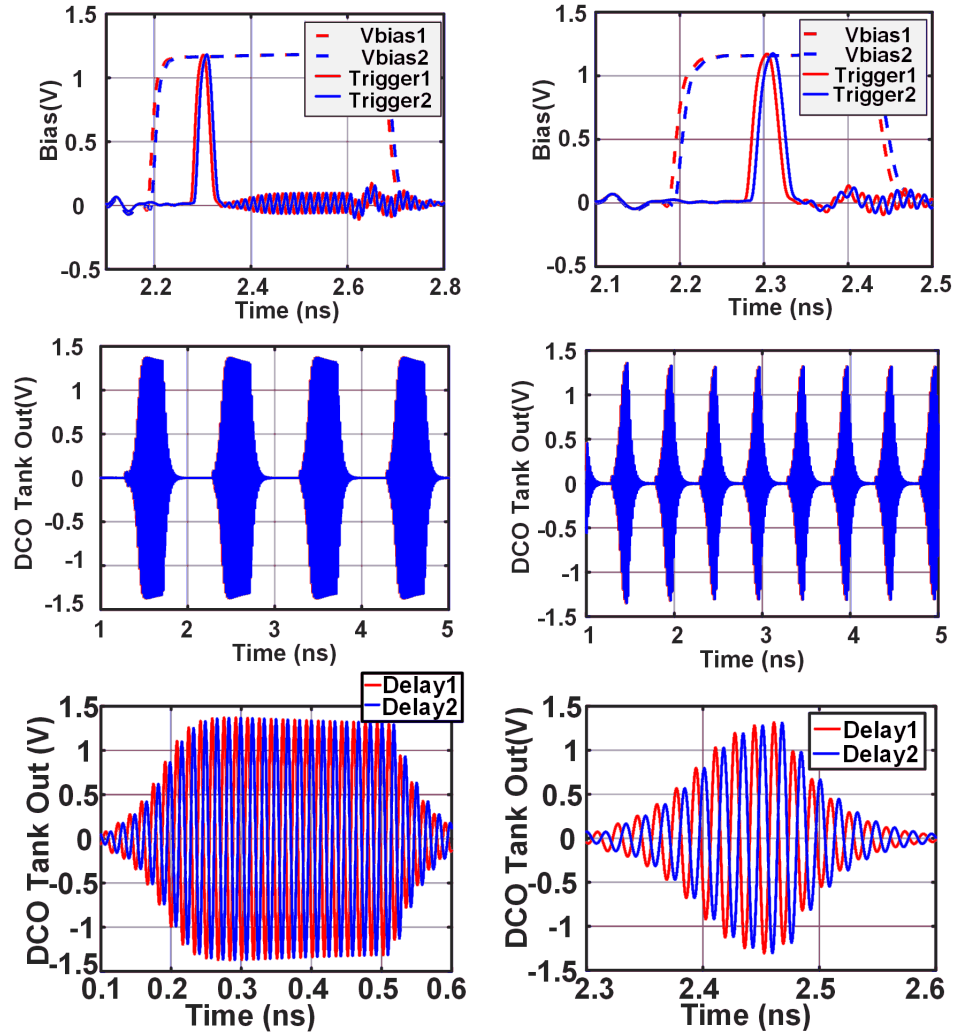 1.5
1
0.5
0
-0.5
Bias(V)
Vbias1
Vbias2
Trigger1
Trigger2
2.2
2.4
2.6
2.8
Time (ns)
1.5
1
0.5
0
-0.5
Bias(V)
Vbias1
Vbias2
Trigger1
Trigger2
2.1
2.2
2.3
2.4
2.5
Time (ns)
1.5
1
0.5
0
-0.5
-1
-1.5
DCO Tank Out(V)
1
2
3
4
5
Time (ns)
1.5
1
0.5
0
-0.5
-1
-1.5
DCO Tank Out(V)
1
2
3
4
5
Time (ns)
Delay1
Delay2
1.5
1
0.5
0
-0.5
-1
-1.5
DCO Tank Out (V)
0.1
0.2
0.3
0.4
0.5
0.6
Time (ns)
Delay1
Delay2
1.5
1
0.5
0
-0.5
-1
-1.5
DCO Tank Out(V)
2.3
2.4
2.5
2.6
Time (ns)